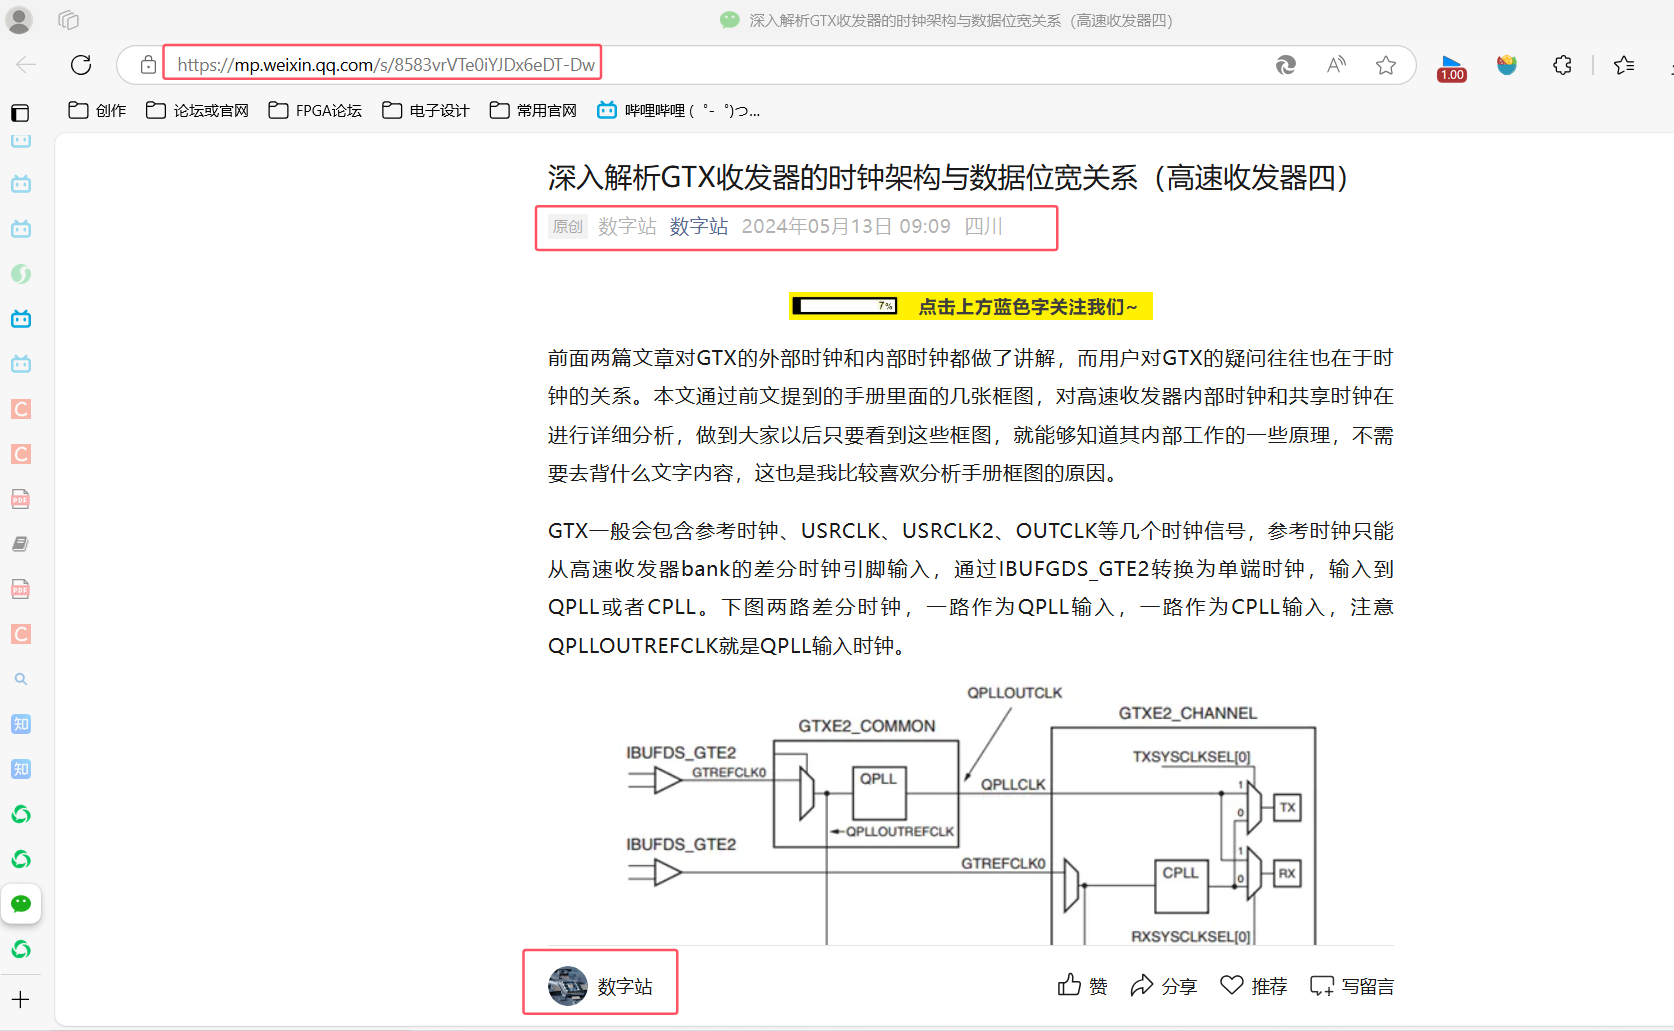 深入解析GTX收发器的时钟架构与数据位宽关系（高速收发器四）
https://mp.weixin.qq.com/s/8583vrVTe0iYJDx6eDT-Dw
1.00
创作 论坛或官网 FPGA论坛 电子设计 常用官网 哔哩哔哩 ( ゜- ゜)つ...
深入解析GTX收发器的时钟架构与数据位宽关系（高速收发器四）
原创 数字站 数字站 2024年05月13日 09:09 四川
7% 点击上方蓝色字关注我们~
前面两篇文章对GTX的外部时钟和内部时钟都做了讲解，而用户对GTX的疑问往往也在于时
钟的关系。本文通过前文提到的手册里面的几张框图，对高速收发器内部时钟和共享时钟在
进行详细分析，做到大家以后只要看到这些框图，就能够知道其内部工作的一些原理，不需
要去背什么文字内容，这也是我比较喜欢分析手册框图的原因。
GTX一般会包含参考时钟、USRCLK、USRCLK2、OUTCLK等几个时钟信号，参考时钟只能
从高速收发器bank的差分时钟引脚输入，通过IBUFGDS_GTE2转换为单端时钟，输入到
QPLL或者CPLL。下图两路差分时钟，一路作为QPLL输入，一路作为CPLL输入，注意
QPLLOUTREFCLK就是QPLL输入时钟。
QPLLOUTCLK
GTXE2_CHANNEL
GTXE2_COMMON
IBUFDS_GTE2
TXSYSCLKSEL[0]
GTREFCLK0
QPLL
QPLLCLK
1
TX
0
QPLLOUTREFCLK
IBUFDS_GTE2
1
GTREFCLK0
CPLL
RX
0
RXSYSCLKSEL[0]
数字站
赞 分享 推荐 写留言
C
C
PDF
PDF
C
知
知